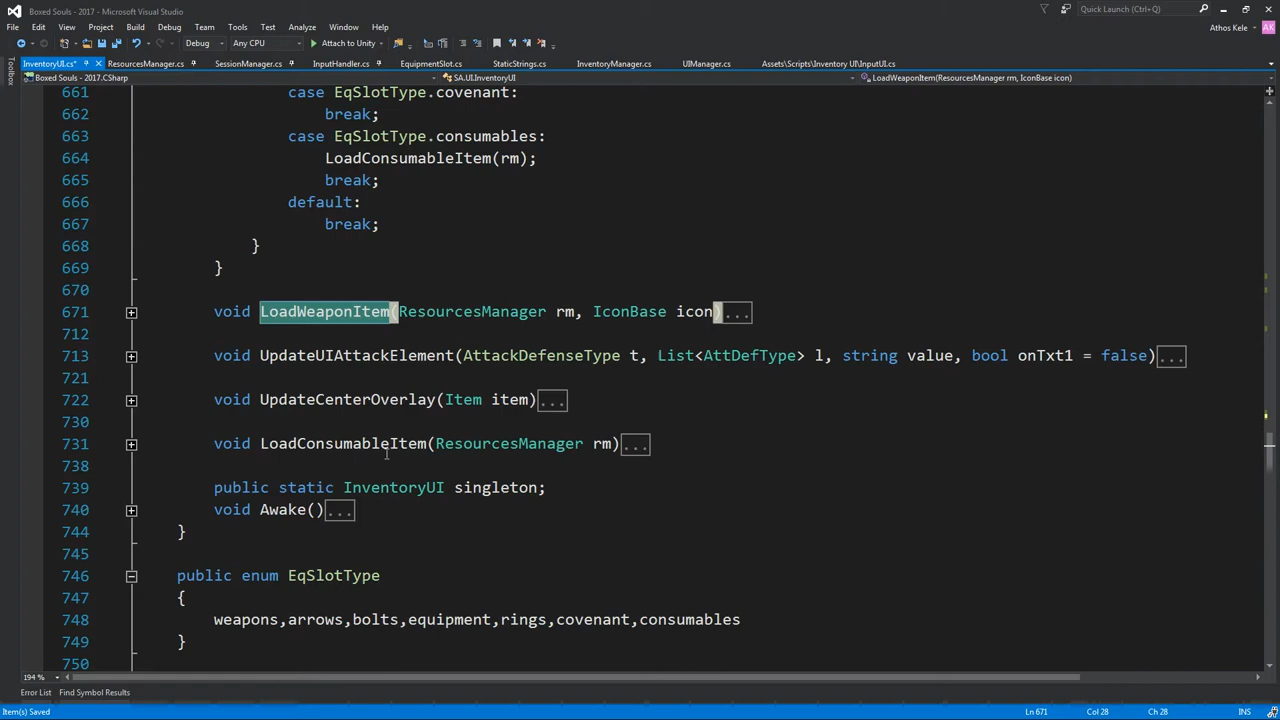 Boxed Souls - 2017 - Microsoft Visual Studio
Quick Launch (Ctrl+Q)
File Edit View Project Build Debug Team Tools Test Analyze Window Help
Athos Kele
AK
Debug Any CPU Attach to Unity
InventoryUI.cs* ResourcesManager.cs SessionManager.cs InputHandler.cs EquipmentSlot.cs StaticStrings.cs InventoryManager.cs UIManager.cs Assets\Scripts\Inventory UI\InputUI.cs
Toolbox
Boxed Souls - 2017.CSharp SA.UI.InventoryUI LoadWeaponItem(ResourcesManager rm, IconBase icon)
661 case EqSlotType.covenant:
662 break;
663 case EqSlotType.consumables:
664 LoadConsumableItem(rm);
665 break;
666 default:
667 break;
668 }
669 }
670
671 void LoadWeaponItem(ResourcesManager rm, IconBase icon)...
712
713 void UpdateUIAttackElement(AttackDefenseType t, List<AttDefType> l, string value, bool onTxt1 = false)...
721
722 void UpdateCenterOverlay(Item item)...
730
731 void LoadConsumableItem(ResourcesManager rm)...
738
739 public static InventoryUI singleton;
740 void Awake()...
744 }
745
746 public enum EqSlotType
747 {
748 weapons,arrows,bolts,equipment,rings,covenant,consumables
749 }
750
194 %
Error List Find Symbol Results
Item(s) Saved Ln 671 Col 28 Ch 28 INS